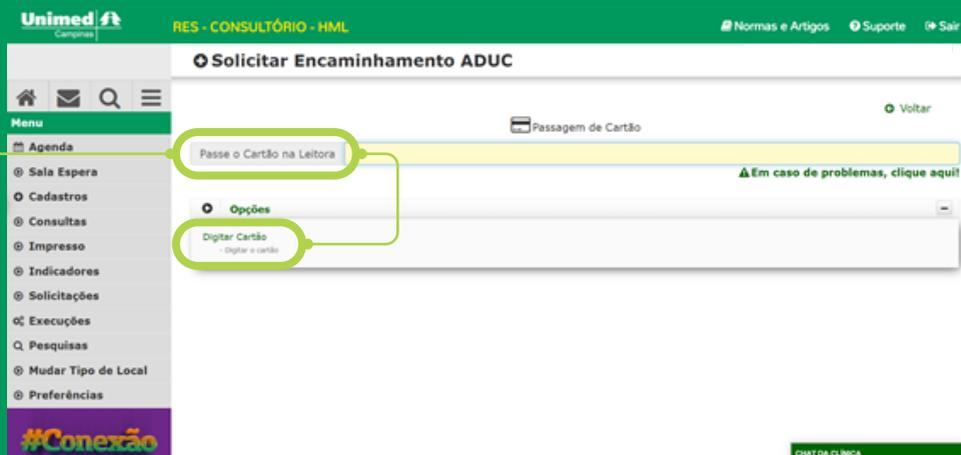 Unimed
Campinas
RES - CONSULTÓRIO - HML
Normas e Artigos
Suporte
Sair
Solicitar Encaminhamento ADUC
Voltar
Menu
Passagem de Cartão
Agenda
Passe o Cartão na Leitora
Sala Espera
Em caso de problemas, clique aqui!
Cadastros
Opções
Consultas
Digitar Cartão
Impresso
- Digitar o cartão
Indicadores
Solicitações
Execuções
Pesquisas
Mudar Tipo de Local
Preferências
#Conexão
CHAT DA CLÍNICA